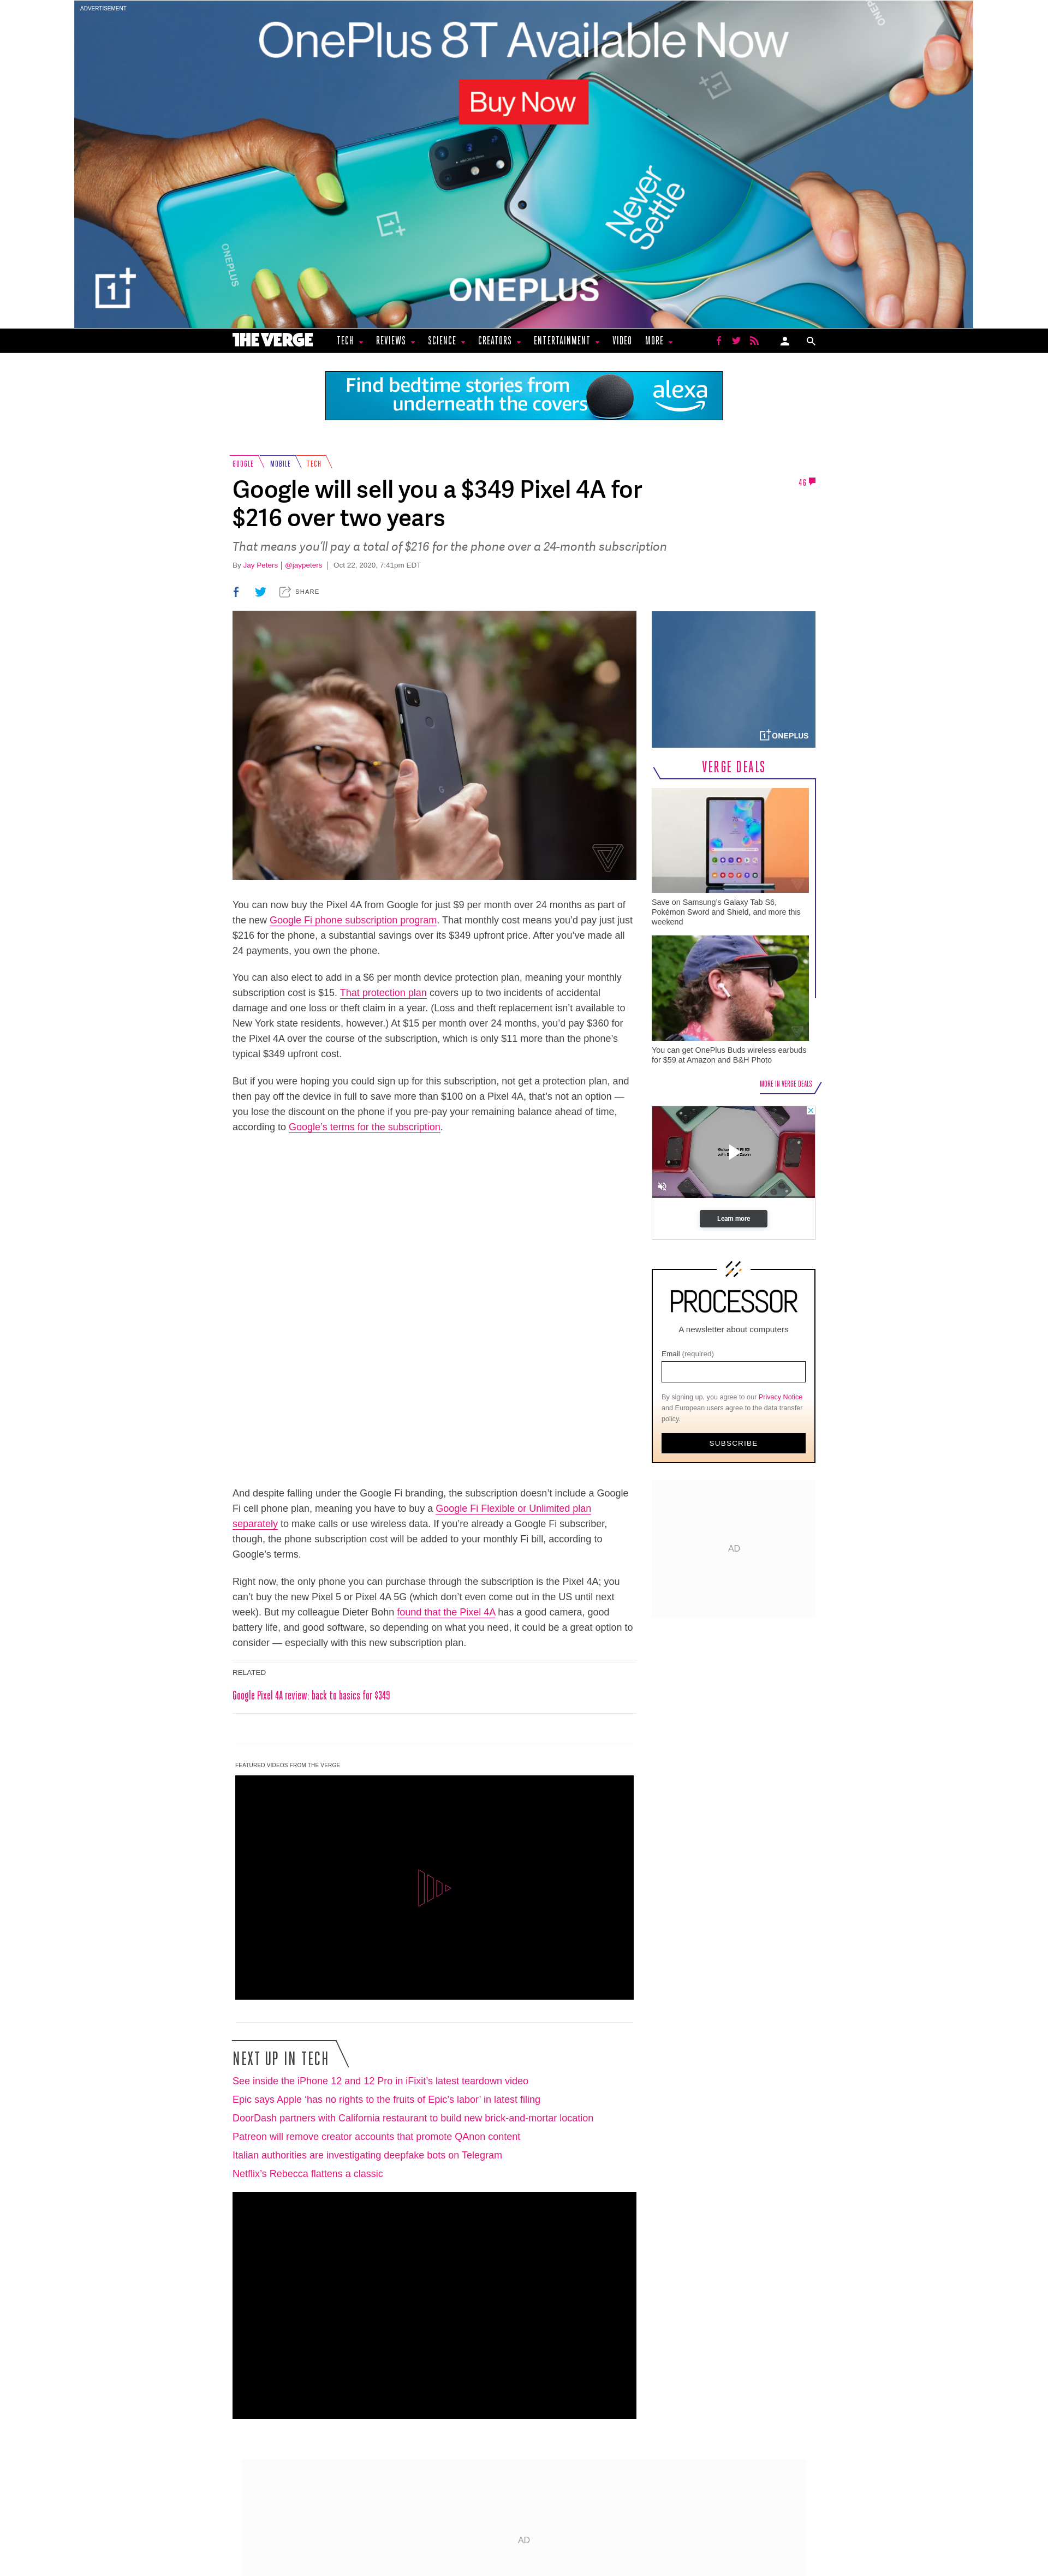 ADVERTISEMENT
OnePlus 8T Available Now
Buy Now
Never
Settle
ONEPLUS
ONEPLUS
ONEPLUS
THE VERGE
TECH
REVIEWS
SCIENCE
CREATORS
ENTERTAINMENT
VIDEO
MORE
Find bedtime stories from
underneath the covers
alexa
GOOGLE
MOBILE
TECH
Google will sell you a $349 Pixel 4A for
$216 over two years
46
That means you’ll pay a total of $216 for the phone over a 24-month subscription
By Jay Peters | @jaypeters | Oct 22, 2020, 7:41pm EDT
SHARE
You can now buy the Pixel 4A from Google for just $9 per month over 24 months as part of
the new Google Fi phone subscription program. That monthly cost means you’d pay just just
$216 for the phone, a substantial savings over its $349 upfront price. After you’ve made all
24 payments, you own the phone.
You can also elect to add in a $6 per month device protection plan, meaning your monthly
subscription cost is $15. That protection plan covers up to two incidents of accidental
damage and one loss or theft claim in a year. (Loss and theft replacement isn’t available to
New York state residents, however.) At $15 per month over 24 months, you’d pay $360 for
the Pixel 4A over the course of the subscription, which is only $11 more than the phone’s
typical $349 upfront cost.
But if you were hoping you could sign up for this subscription, not get a protection plan, and
then pay off the device in full to save more than $100 on a Pixel 4A, that’s not an option —
you lose the discount on the phone if you pre-pay your remaining balance ahead of time,
according to Google’s terms for the subscription.
And despite falling under the Google Fi branding, the subscription doesn’t include a Google
Fi cell phone plan, meaning you have to buy a Google Fi Flexible or Unlimited plan
separately to make calls or use wireless data. If you’re already a Google Fi subscriber,
though, the phone subscription cost will be added to your monthly Fi bill, according to
Google’s terms.
Right now, the only phone you can purchase through the subscription is the Pixel 4A; you
can’t buy the new Pixel 5 or Pixel 4A 5G (which don’t even come out in the US until next
week). But my colleague Dieter Bohn found that the Pixel 4A has a good camera, good
battery life, and good software, so depending on what you need, it could be a great option to
consider — especially with this new subscription plan.
RELATED
Google Pixel 4A review: back to basics for $349
FEATURED VIDEOS FROM THE VERGE
NEXT UP IN TECH
See inside the iPhone 12 and 12 Pro in iFixit’s latest teardown video
Epic says Apple ‘has no rights to the fruits of Epic’s labor’ in latest filing
DoorDash partners with California restaurant to build new brick-and-mortar location
Patreon will remove creator accounts that promote QAnon content
Italian authorities are investigating deepfake bots on Telegram
Netflix’s Rebecca flattens a classic
ONEPLUS
VERGE DEALS
Save on Samsung’s Galaxy Tab S6,
Pokémon Sword and Shield, and more this
weekend
You can get OnePlus Buds wireless earbuds
for $59 at Amazon and B&H Photo
MORE IN VERGE DEALS
Learn more
PROCESSOR
A newsletter about computers
Email (required)
By signing up, you agree to our Privacy Notice
and European users agree to the data transfer
policy.
SUBSCRIBE
AD
AD